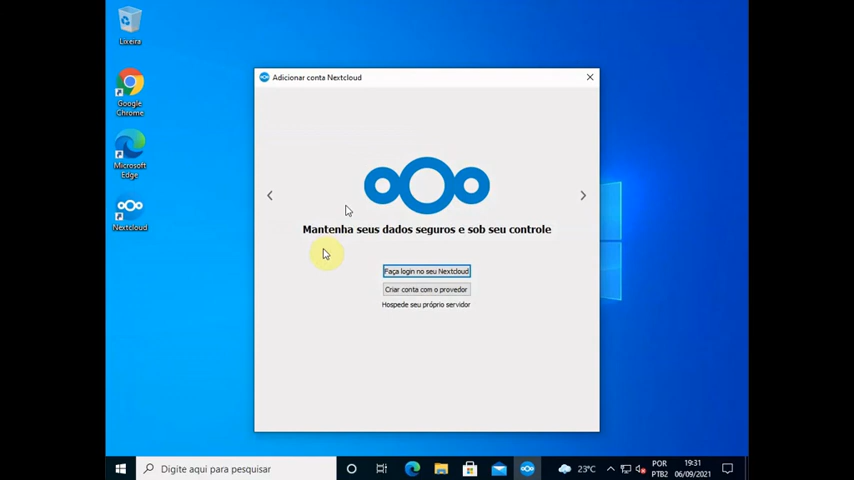 Lixeira
Google
Chrome
Microsoft
Edge
Nextcloud
Adicionar conta Nextcloud
Mantenha seus dados seguros e sob seu controle
Faça login no seu Nextcloud
Criar conta com o provedor
Hospede seu próprio servidor
Digite aqui para pesquisar
23°C
POR
PTB2
19:31
06/09/2021